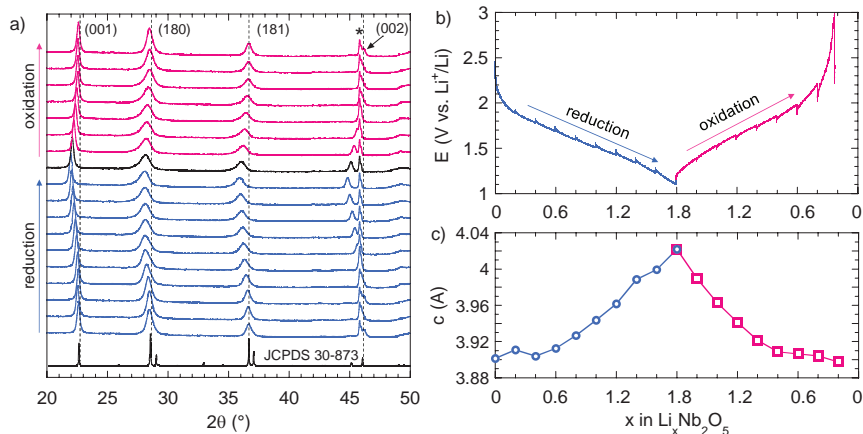 a)
(001)
(180)
(181)
*
(002)
oxidation
reduction
JCPDS 30-873
20 25 30 35 40 45 50
2θ (°)
b)
E (V vs. Li⁺/Li)
3
2.5
2
1.5
1
reduction
oxidation
0 0.6 1.2 1.8 1.2 0.6 0
c)
c (A)
4.04
4
3.96
3.92
3.88
0 0.6 1.2 1.8 1.2 0.6 0
x in LiₓNb₂O₅